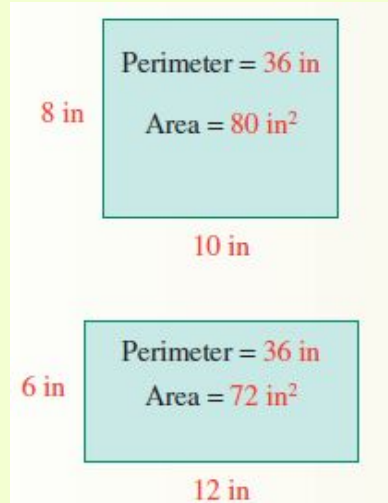 Perimeter = 36 in
8 in
Area = 80 in²
10 in
Perimeter = 36 in
6 in
Area = 72 in²
12 in